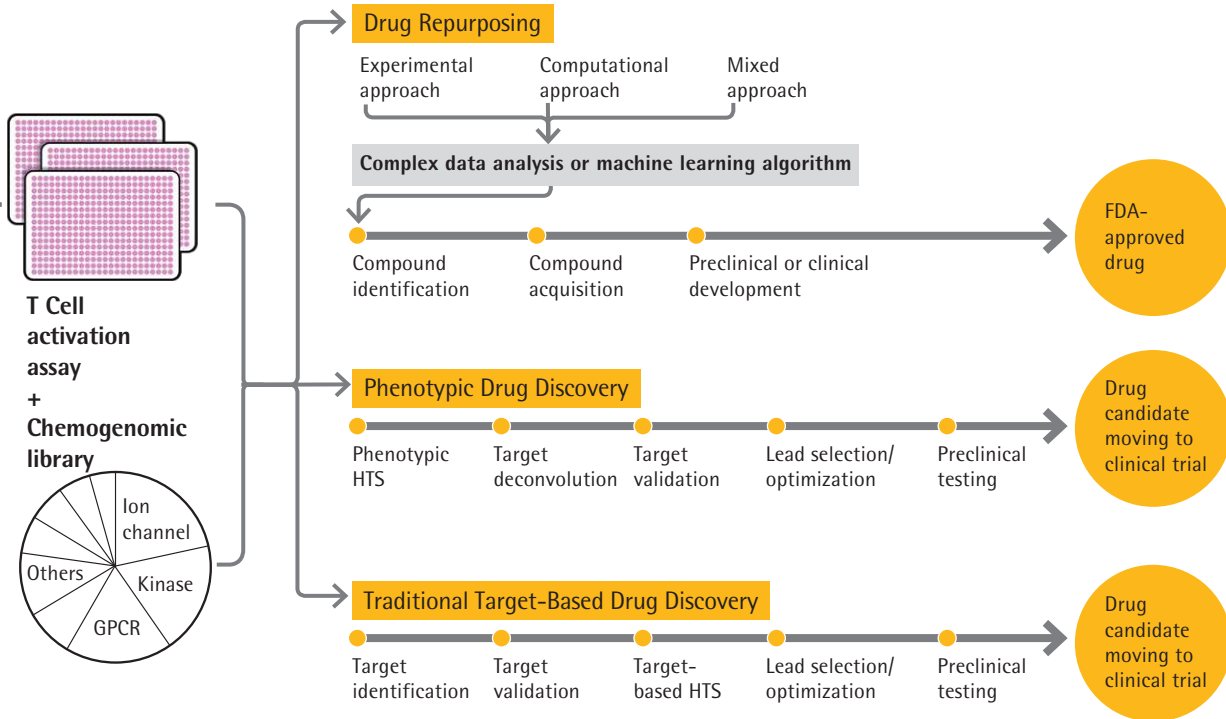 Drug Repurposing
Experimental
approach
Computational
approach
Mixed
approach
Complex data analysis or machine learning algorithm
Compound
identification
Compound
acquisition
Preclinical or clinical
development
FDA-
approved
drug
T Cell
activation
assay
+
Chemogenomic
library
Ion
channel
Kinase
GPCR
Others
Phenotypic Drug Discovery
Phenotypic
HTS
Target
deconvolution
Target
validation
Lead selection/
optimization
Preclinical
testing
Drug
candidate
moving to
clinical trial
Traditional Target-Based Drug Discovery
Target
identification
Target
validation
Target-
based HTS
Lead selection/
optimization
Preclinical
testing
Drug
candidate
moving to
clinical trial